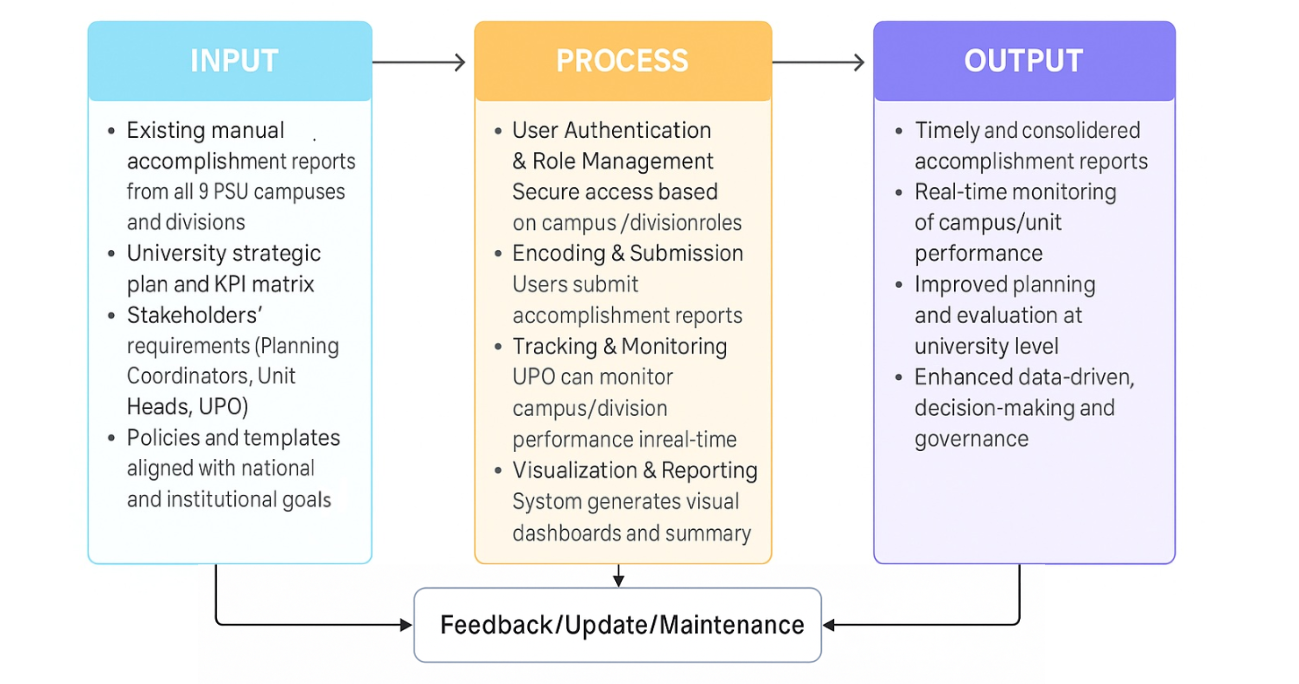 INPUT
• Existing manual .
accomplishment reports
from all 9 PSU campuses
and divisions
• University strategic
plan and KPI matrix
• Stakeholders’
requirements (Planning
Coordinators, Unit
Heads, UPO)
• Policies and templates
aligned with national
and institutional goals
PROCESS
• User Authentication
& Role Management
Secure access based
on campus /divisionroles
• Encoding & Submission
Users submit
accomplishment reports
• Tracking & Monitoring
UPO can monitor
campus/division
performance inreal-time
• Visualization & Reporting
Systom generates visual
dashboards and summary
OUTPUT
• Timely and consolidered
accomplishment reports
• Real-time monitoring
of campus/unit
performance
• Improved planning
and evaluation at
university level
• Enhanced data-driven,
decision-making and
governance
Feedback/Update/Maintenance